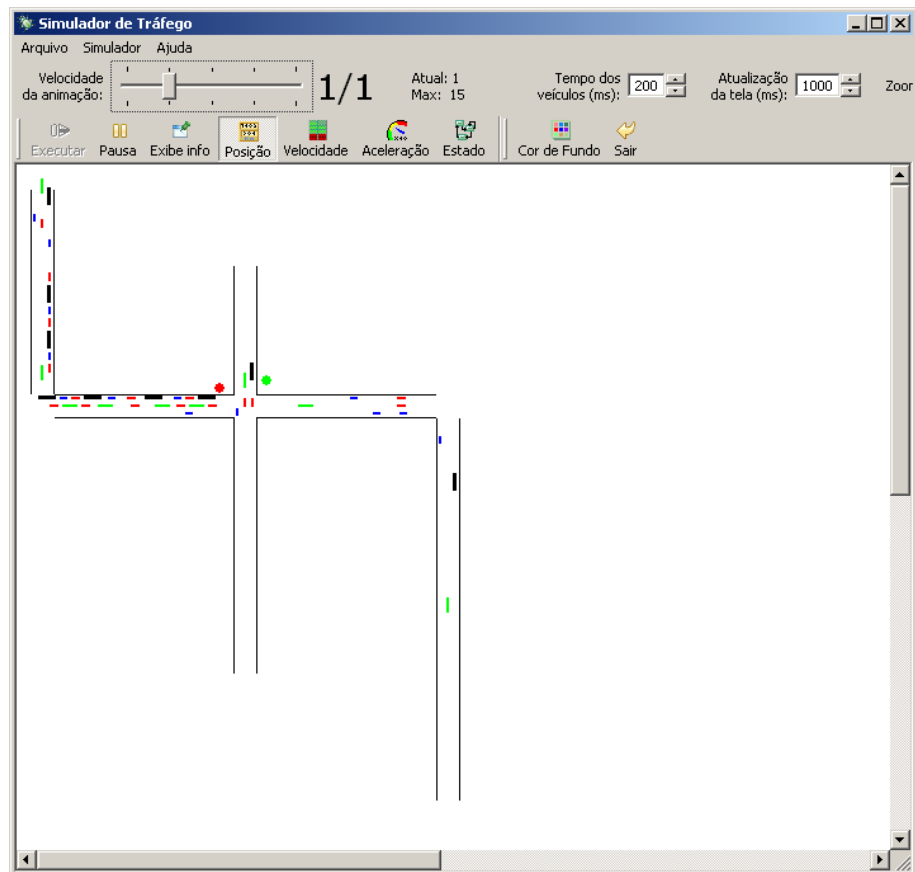 Simulador de Tráfego
Arquivo Simulador Ajuda
Velocidade da animação:
1/1
Atual: 1
Max: 15
Tempo dos veículos (ms): 200
Atualização da tela (ms): 1000
Zoor
Executar Pausa Exibe info Posição Velocidade Aceleração Estado Cor de Fundo Sair